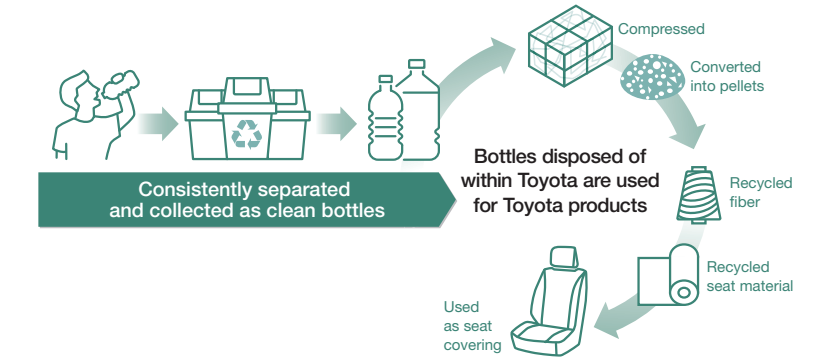 Compressed
Converted
into pellets
Bottles disposed of
within Toyota are used
for Toyota products
Consistently separated
and collected as clean bottles
Recycled
fiber
Recycled
seat material
Used
as seat
covering